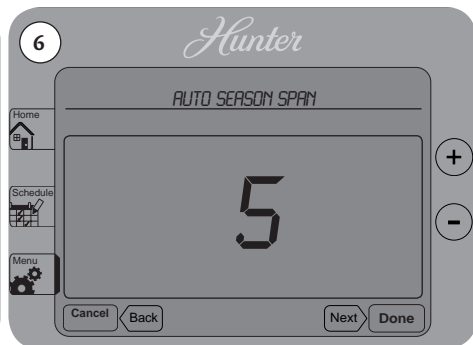 6
Hunter
AUTO SEASON SPAN
Home
+
5
Schedule
-
Menu
Cancel Back Next Done